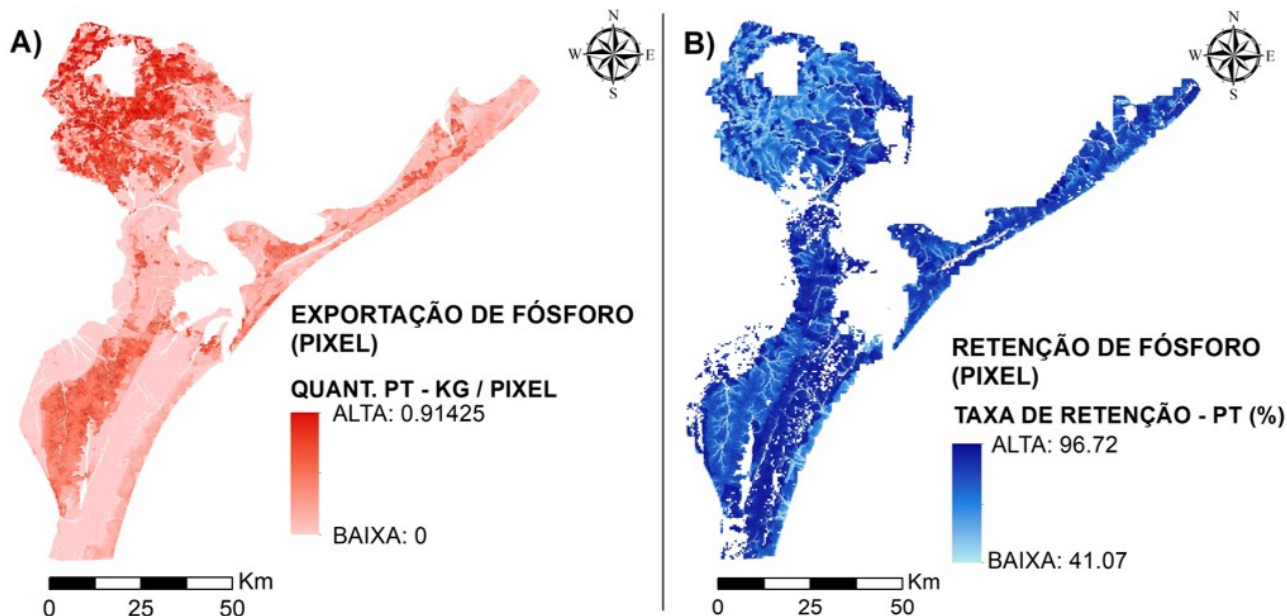 A)
N
W E
S
EXPORTAÇÃO DE FÓSFORO
(PIXEL)
QUANT. PT - KG / PIXEL
ALTA: 0.91425
BAIXA: 0
Km
0 25 50
B)
N
W E
S
RETENÇÃO DE FÓSFORO
(PIXEL)
TAXA DE RETENÇÃO - PT (%)
ALTA: 96.72
BAIXA: 41.07
Km
0 25 50